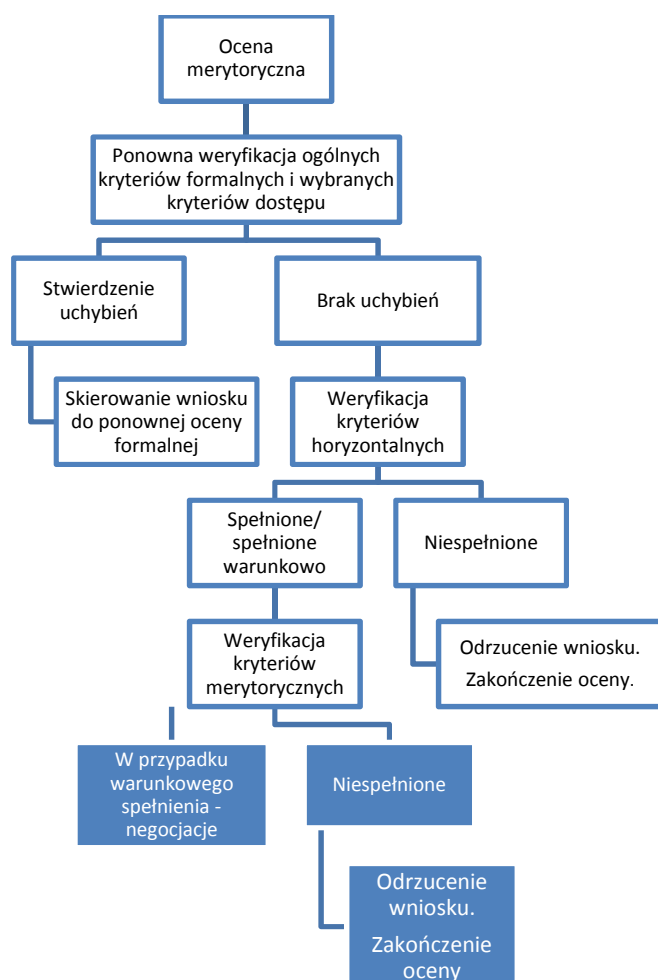 Ocena
merytoryczna
Ponowna weryfikacja ogólnych
kryteriów formalnych i wybranych
kryteriów dostępu
Stwierdzenie
uchybień
Brak uchybień
Skierowanie wniosku
do ponownej oceny
formalnej
Weryfikacja
kryteriów
horyzontalnych
Spełnione/
spełnione
warunkowo
Niespełnione
Weryfikacja
kryteriów
merytorycznych
Odrzucenie wniosku.
Zakończenie oceny.
W przypadku
warunkowego
spełnienia -
negocjacje
Niespełnione
Odrzucenie
wniosku.
Zakończenie
oceny